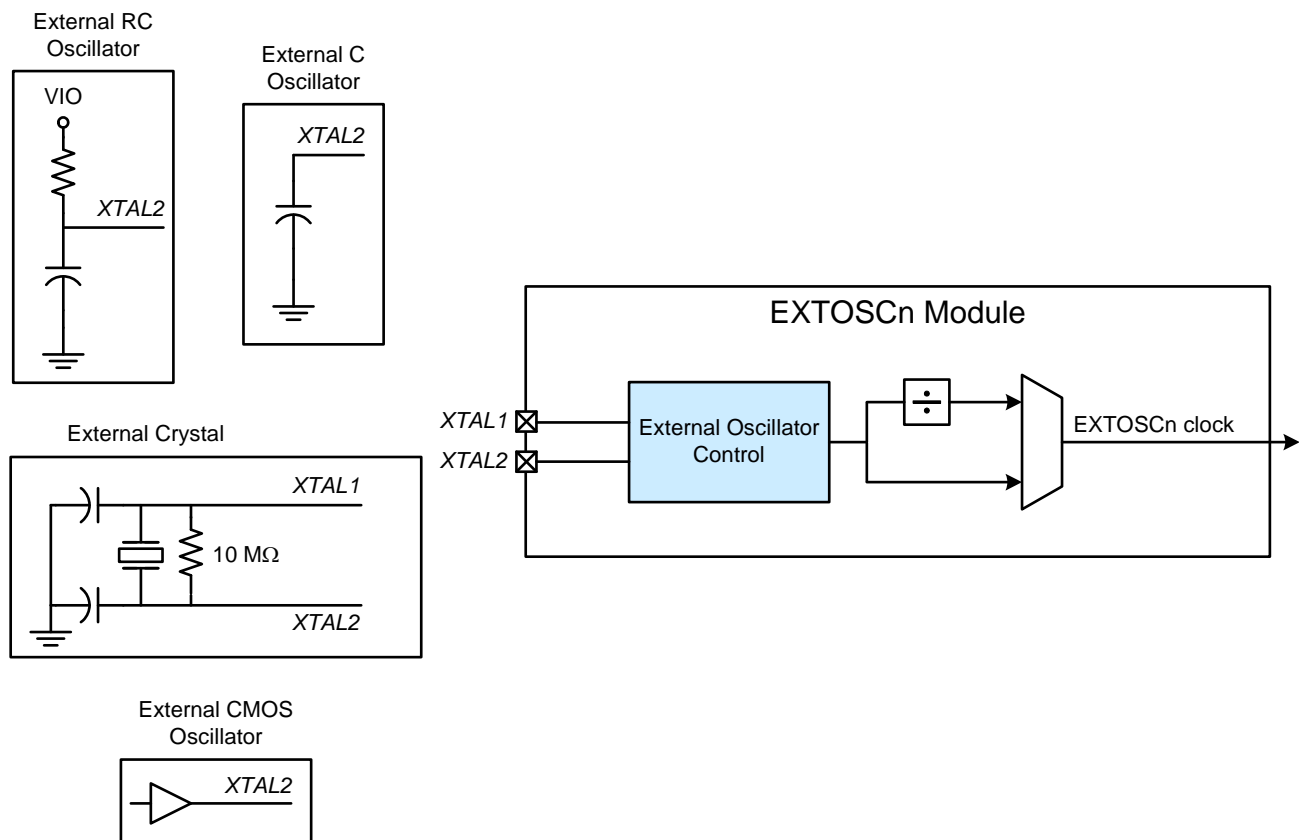 External RC
Oscillator
VIO
XTAL2
External C
Oscillator
XTAL2
External Crystal
XTAL1
10 MΩ
XTAL2
External CMOS
Oscillator
XTAL2
EXTOSCn Module
XTAL1
XTAL2
External Oscillator
Control
÷
EXTOSCn clock